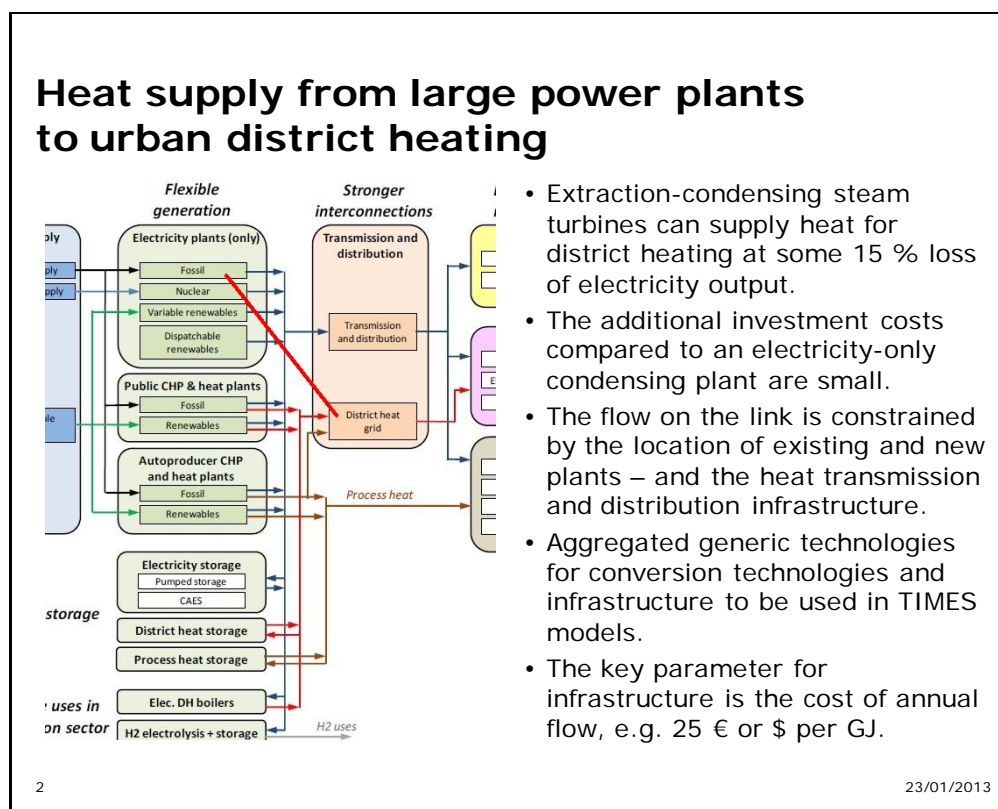 Heat supply from large power plants
to urban district heating
Flexible
generation
Stronger
interconnections
ply
ply
pply
ple
Electricity plants (only)
Fossil
Nuclear
Variable renewables
Dispatchable
renewables
Public CHP & heat plants
Fossil
Renewables
Autoproducer CHP
and heat plants
Fossil
Renewables
Transmission and
distribution
Transmission
and distribution
District heat
grid
E
Process heat
Electricity storage
Pumped storage
CAES
storage
District heat storage
Process heat storage
e uses in
on sector
Elec. DH boilers
H2 electrolysis + storage
H2 uses
• Extraction-condensing steam
turbines can supply heat for
district heating at some 15 % loss
of electricity output.
• The additional investment costs
compared to an electricity-only
condensing plant are small.
• The flow on the link is constrained
by the location of existing and new
plants – and the heat transmission
and distribution infrastructure.
• Aggregated generic technologies
for conversion technologies and
infrastructure to be used in TIMES
models.
• The key parameter for
infrastructure is the cost of annual
flow, e.g. 25 € or $ per GJ.
2
23/01/2013